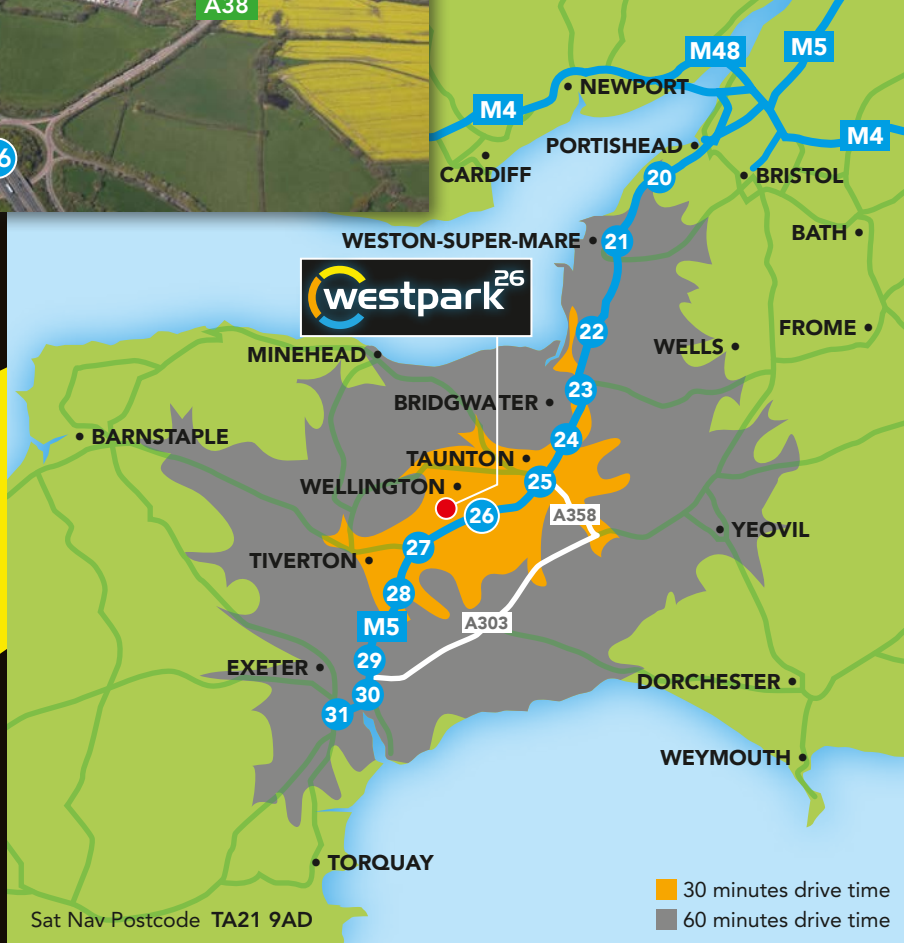 A38
6
M48
M5
NEWPORT
M4
M4
PORTISHEAD
CARDIFF
20
BRISTOL
WESTON-SUPER-MARE
21
BATH
westpark26
22
FROME
MINEHEAD
WELLS
23
BRIDGWATER
BARNSTAPLE
24
TAUNTON
25
WELLINGTON
26
A358
YEOVIL
27
TIVERTON
28
M5
A303
29
EXETER
30
DORCHESTER
31
WEYMOUTH
TORQUAY
30 minutes drive time
60 minutes drive time
Sat Nav Postcode TA21 9AD